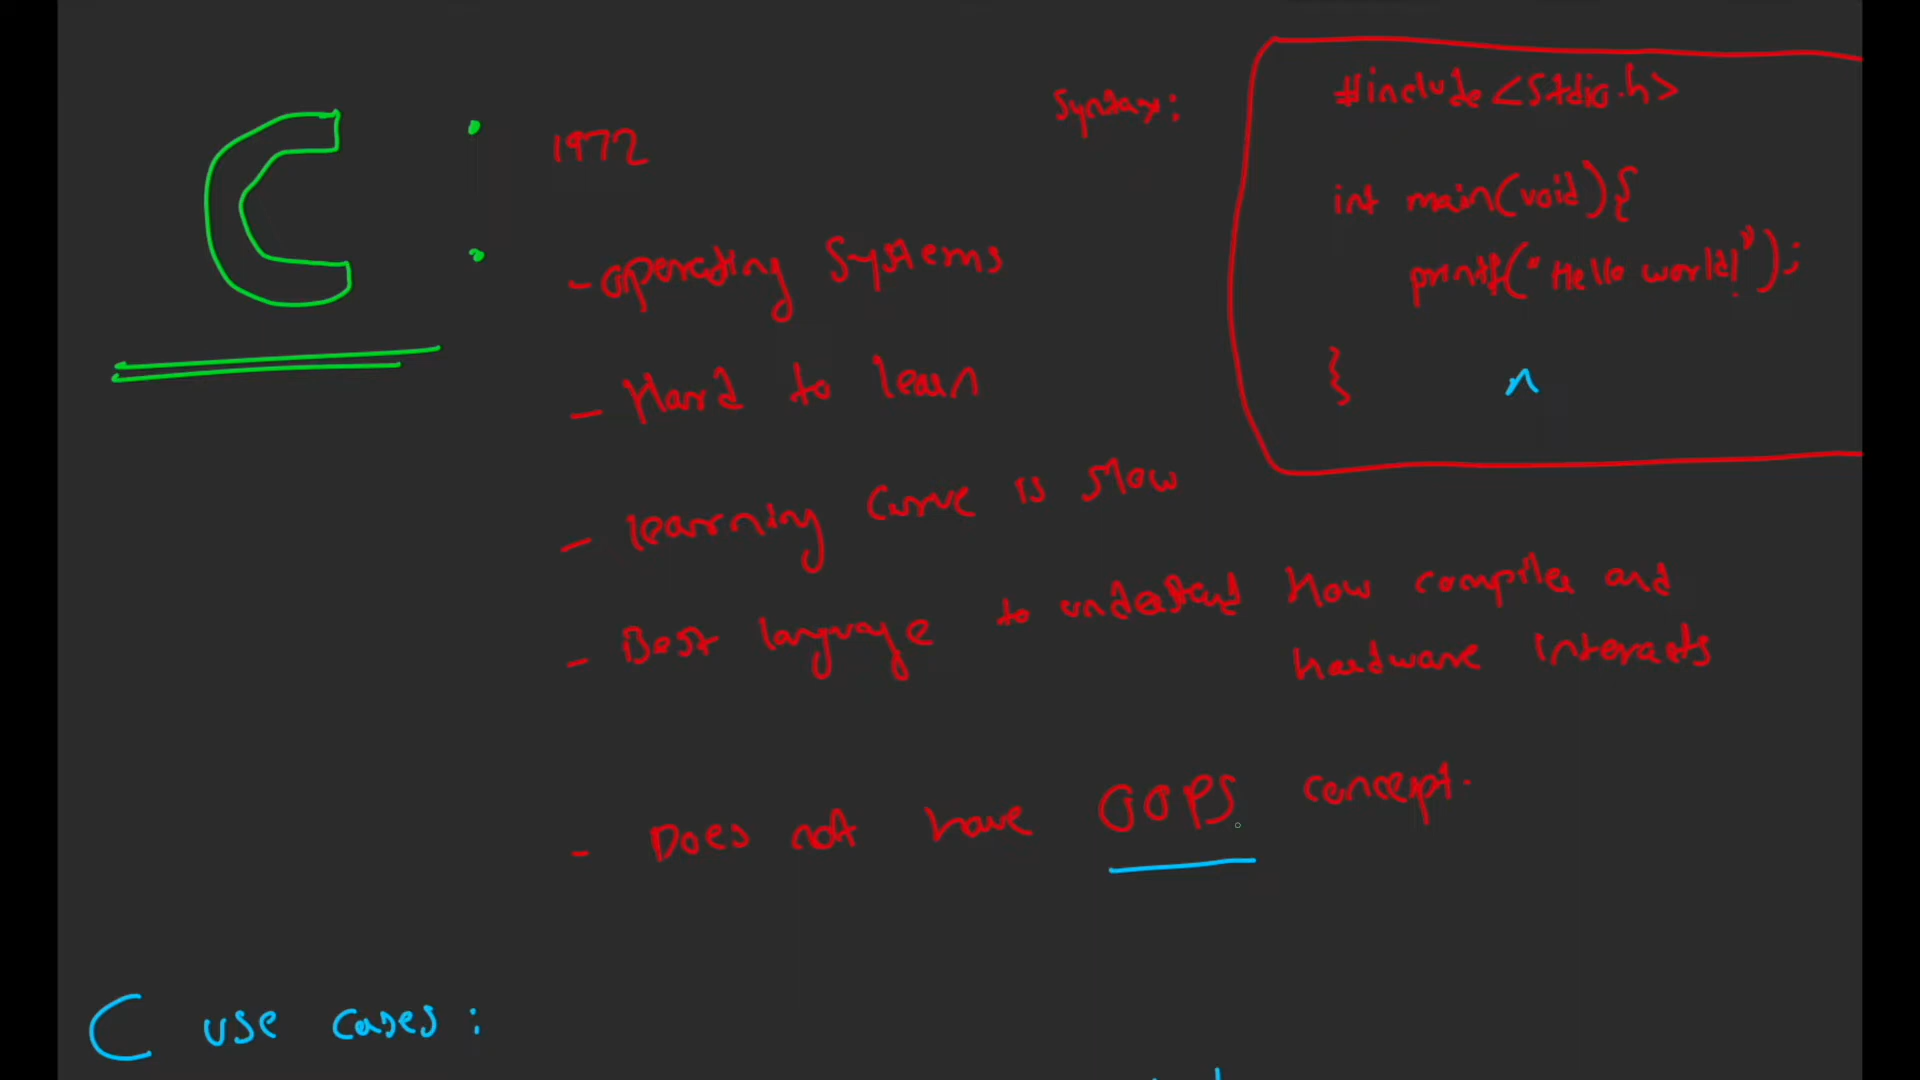 C :
1972
- operating Systems
- Hard to learn
- learning Curve is slow
- Best language to understand How compiler and
hardware interacts
- Does not have OOPS concept.
Syntax:
#include <stdio.h>
int main(void){
printf("Hello world!");
}
C use cases: